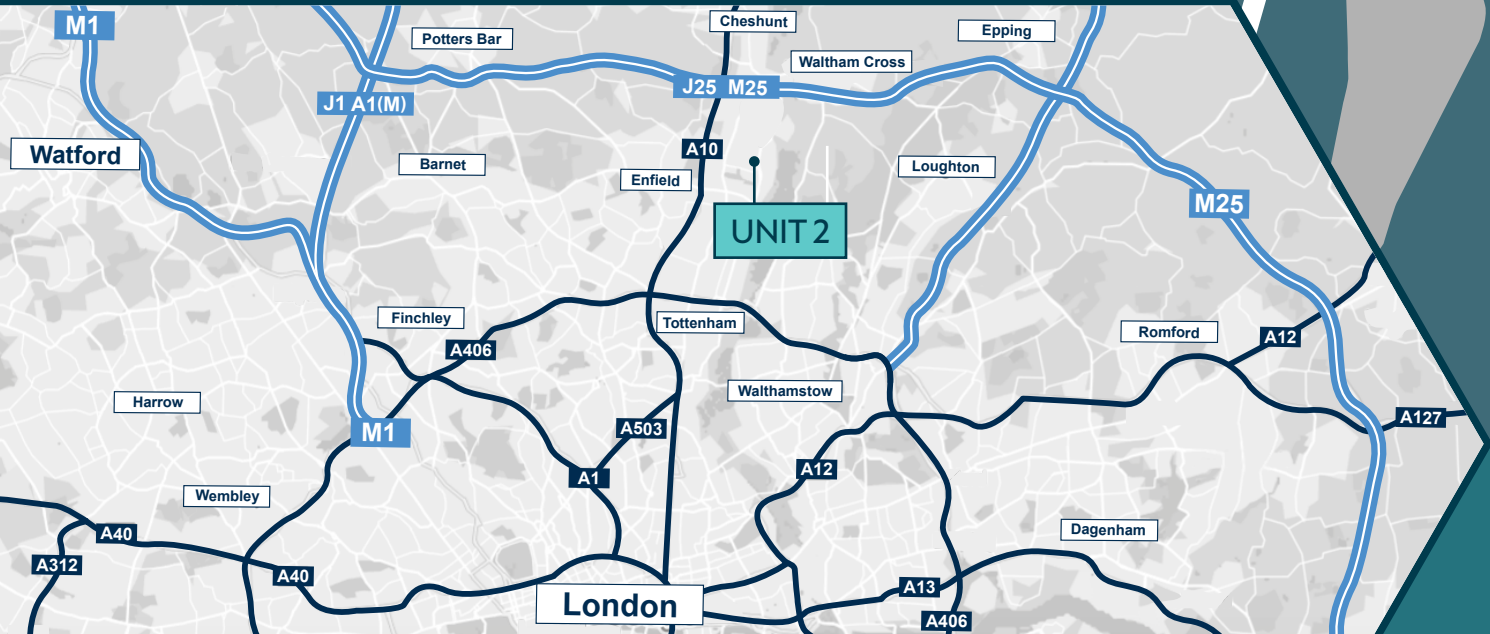 M1
Cheshunt
Epping
Potters Bar
Waltham Cross
J25 M25
J1 A1(M)
Watford
A10
Barnet
Loughton
Enfield
M25
UNIT 2
Finchley
Tottenham
Romford
A12
A406
Walthamstow
Harrow
A127
A503
M1
A12
A1
Wembley
Dagenham
A40
A312
A40
A13
London
A406